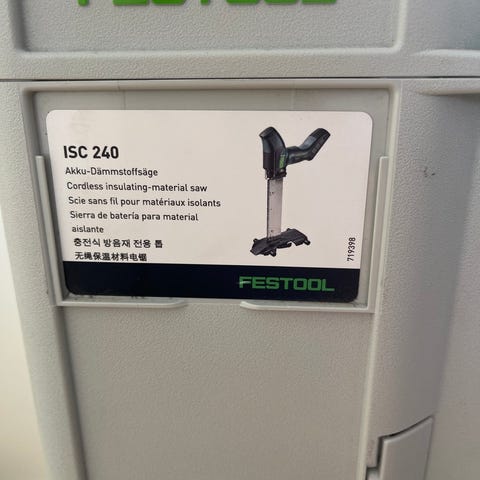 FESTOOL
ISC 240
Akku-Dämmstoffsäge
Cordless insulating-material saw
Scie sans fil pour matériaux isolants
Sierra de batería para material
aislante
충전식 방음재 전용 톱
无绳保温材料电锯
719398
FESTOOL